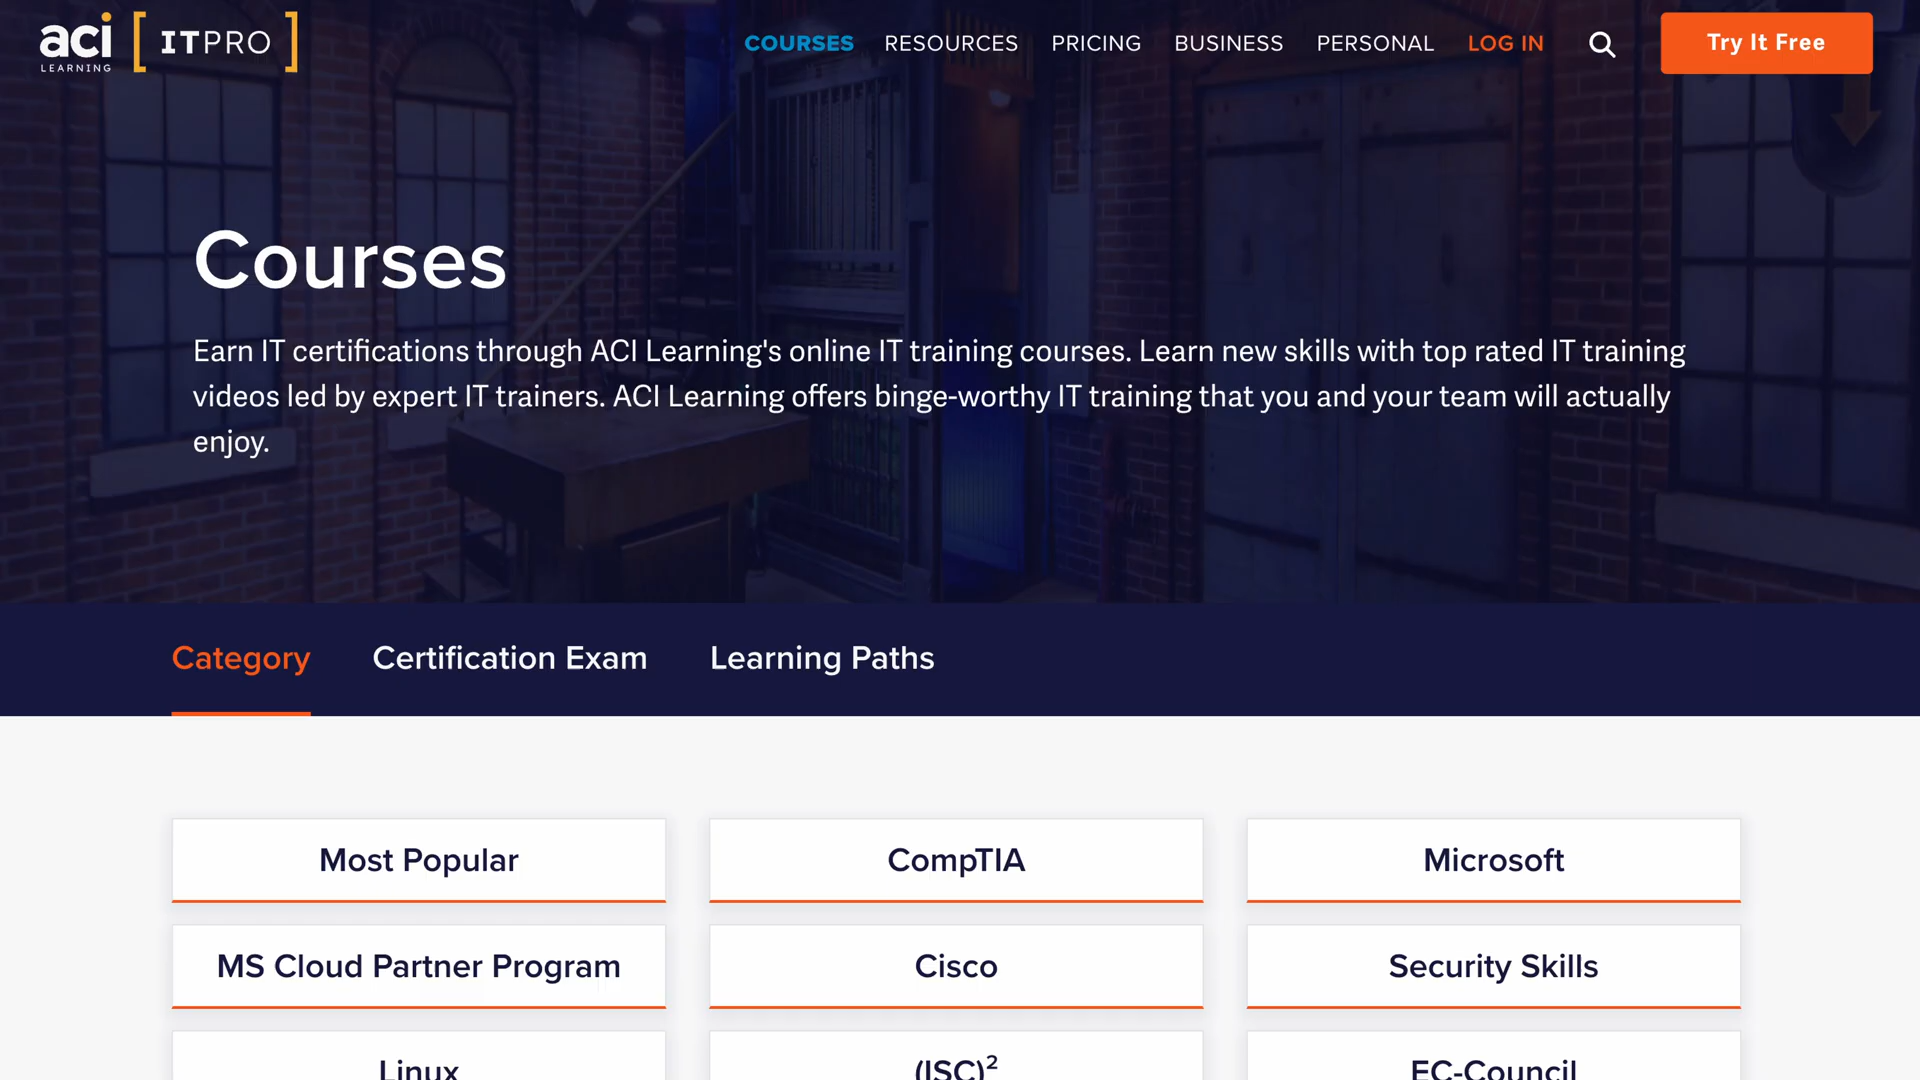 aci
LEARNING
[ITPRO]
COURSES RESOURCES PRICING BUSINESS PERSONAL LOG IN
Try It Free
Courses
Earn IT certifications through ACI Learning's online IT training courses. Learn new skills with top rated IT training
videos led by expert IT trainers. ACI Learning offers binge-worthy IT training that you and your team will actually
enjoy.
Category Certification Exam Learning Paths
Most Popular
CompTIA
Microsoft
MS Cloud Partner Program
Cisco
Security Skills
Linux
(ISC)²
EC-Council